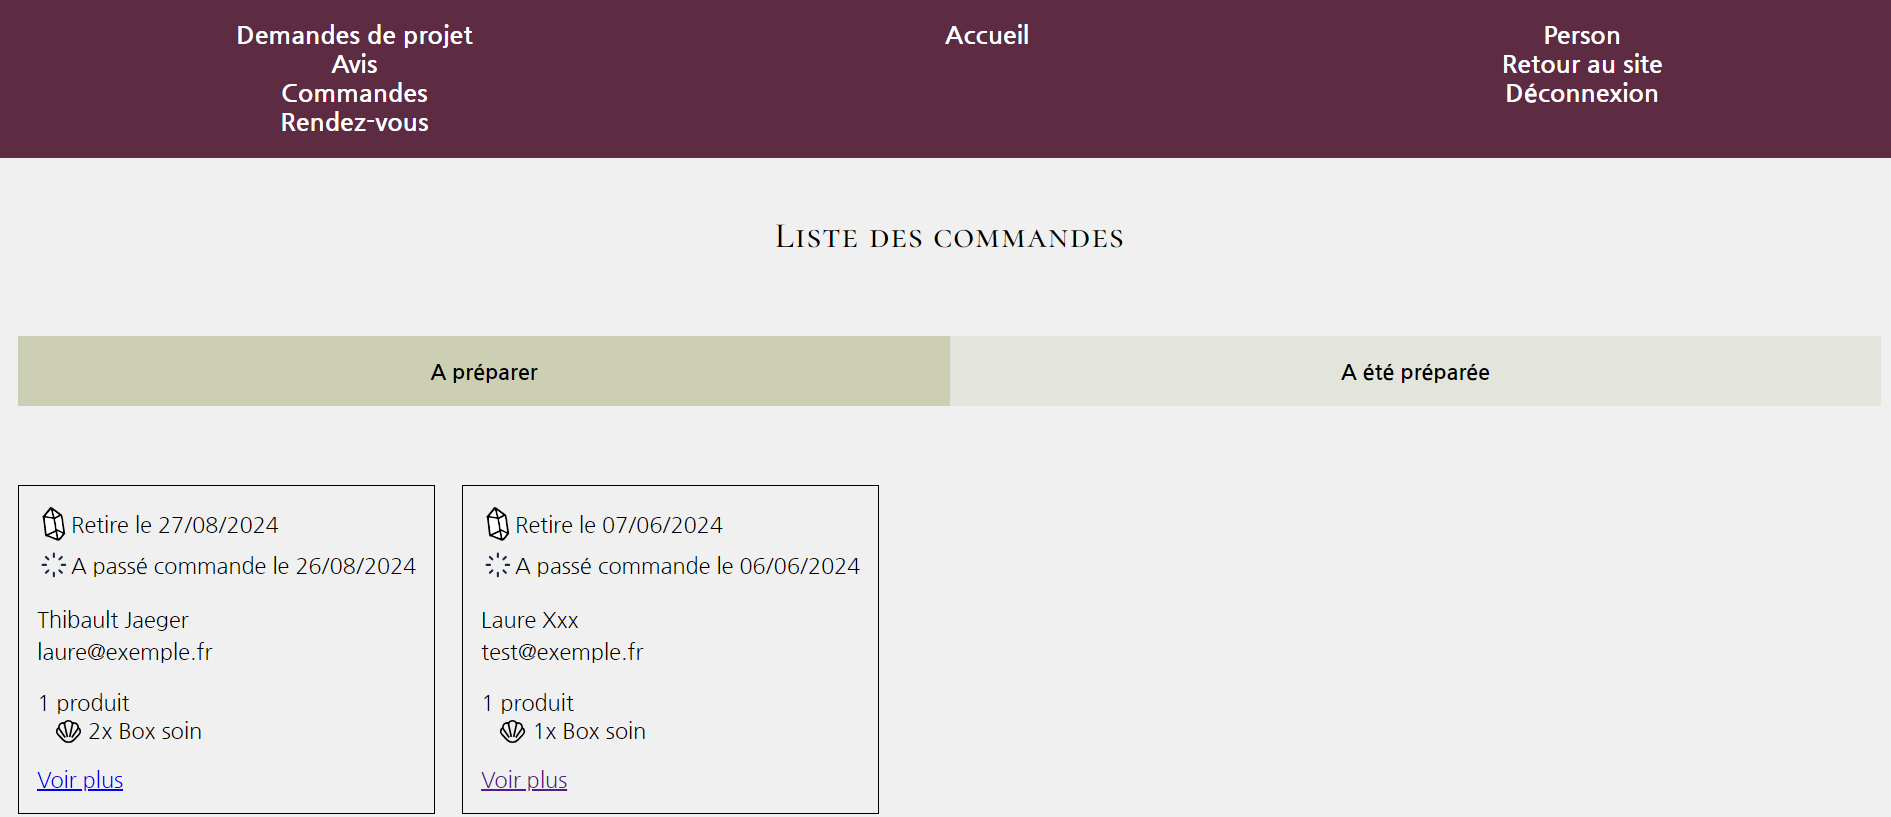 Demandes de projet
Avis
Commandes
Rendez-vous
Accueil
Person
Retour au site
Déconnexion
Liste des commandes
A préparer
A été préparée
Retire le 27/08/2024
A passé commande le 26/08/2024
Thibault Jaeger
laure@exemple.fr
1 produit
2x Box soin
Voir plus
Retire le 07/06/2024
A passé commande le 06/06/2024
Laure Xxx
test@exemple.fr
1 produit
1x Box soin
Voir plus